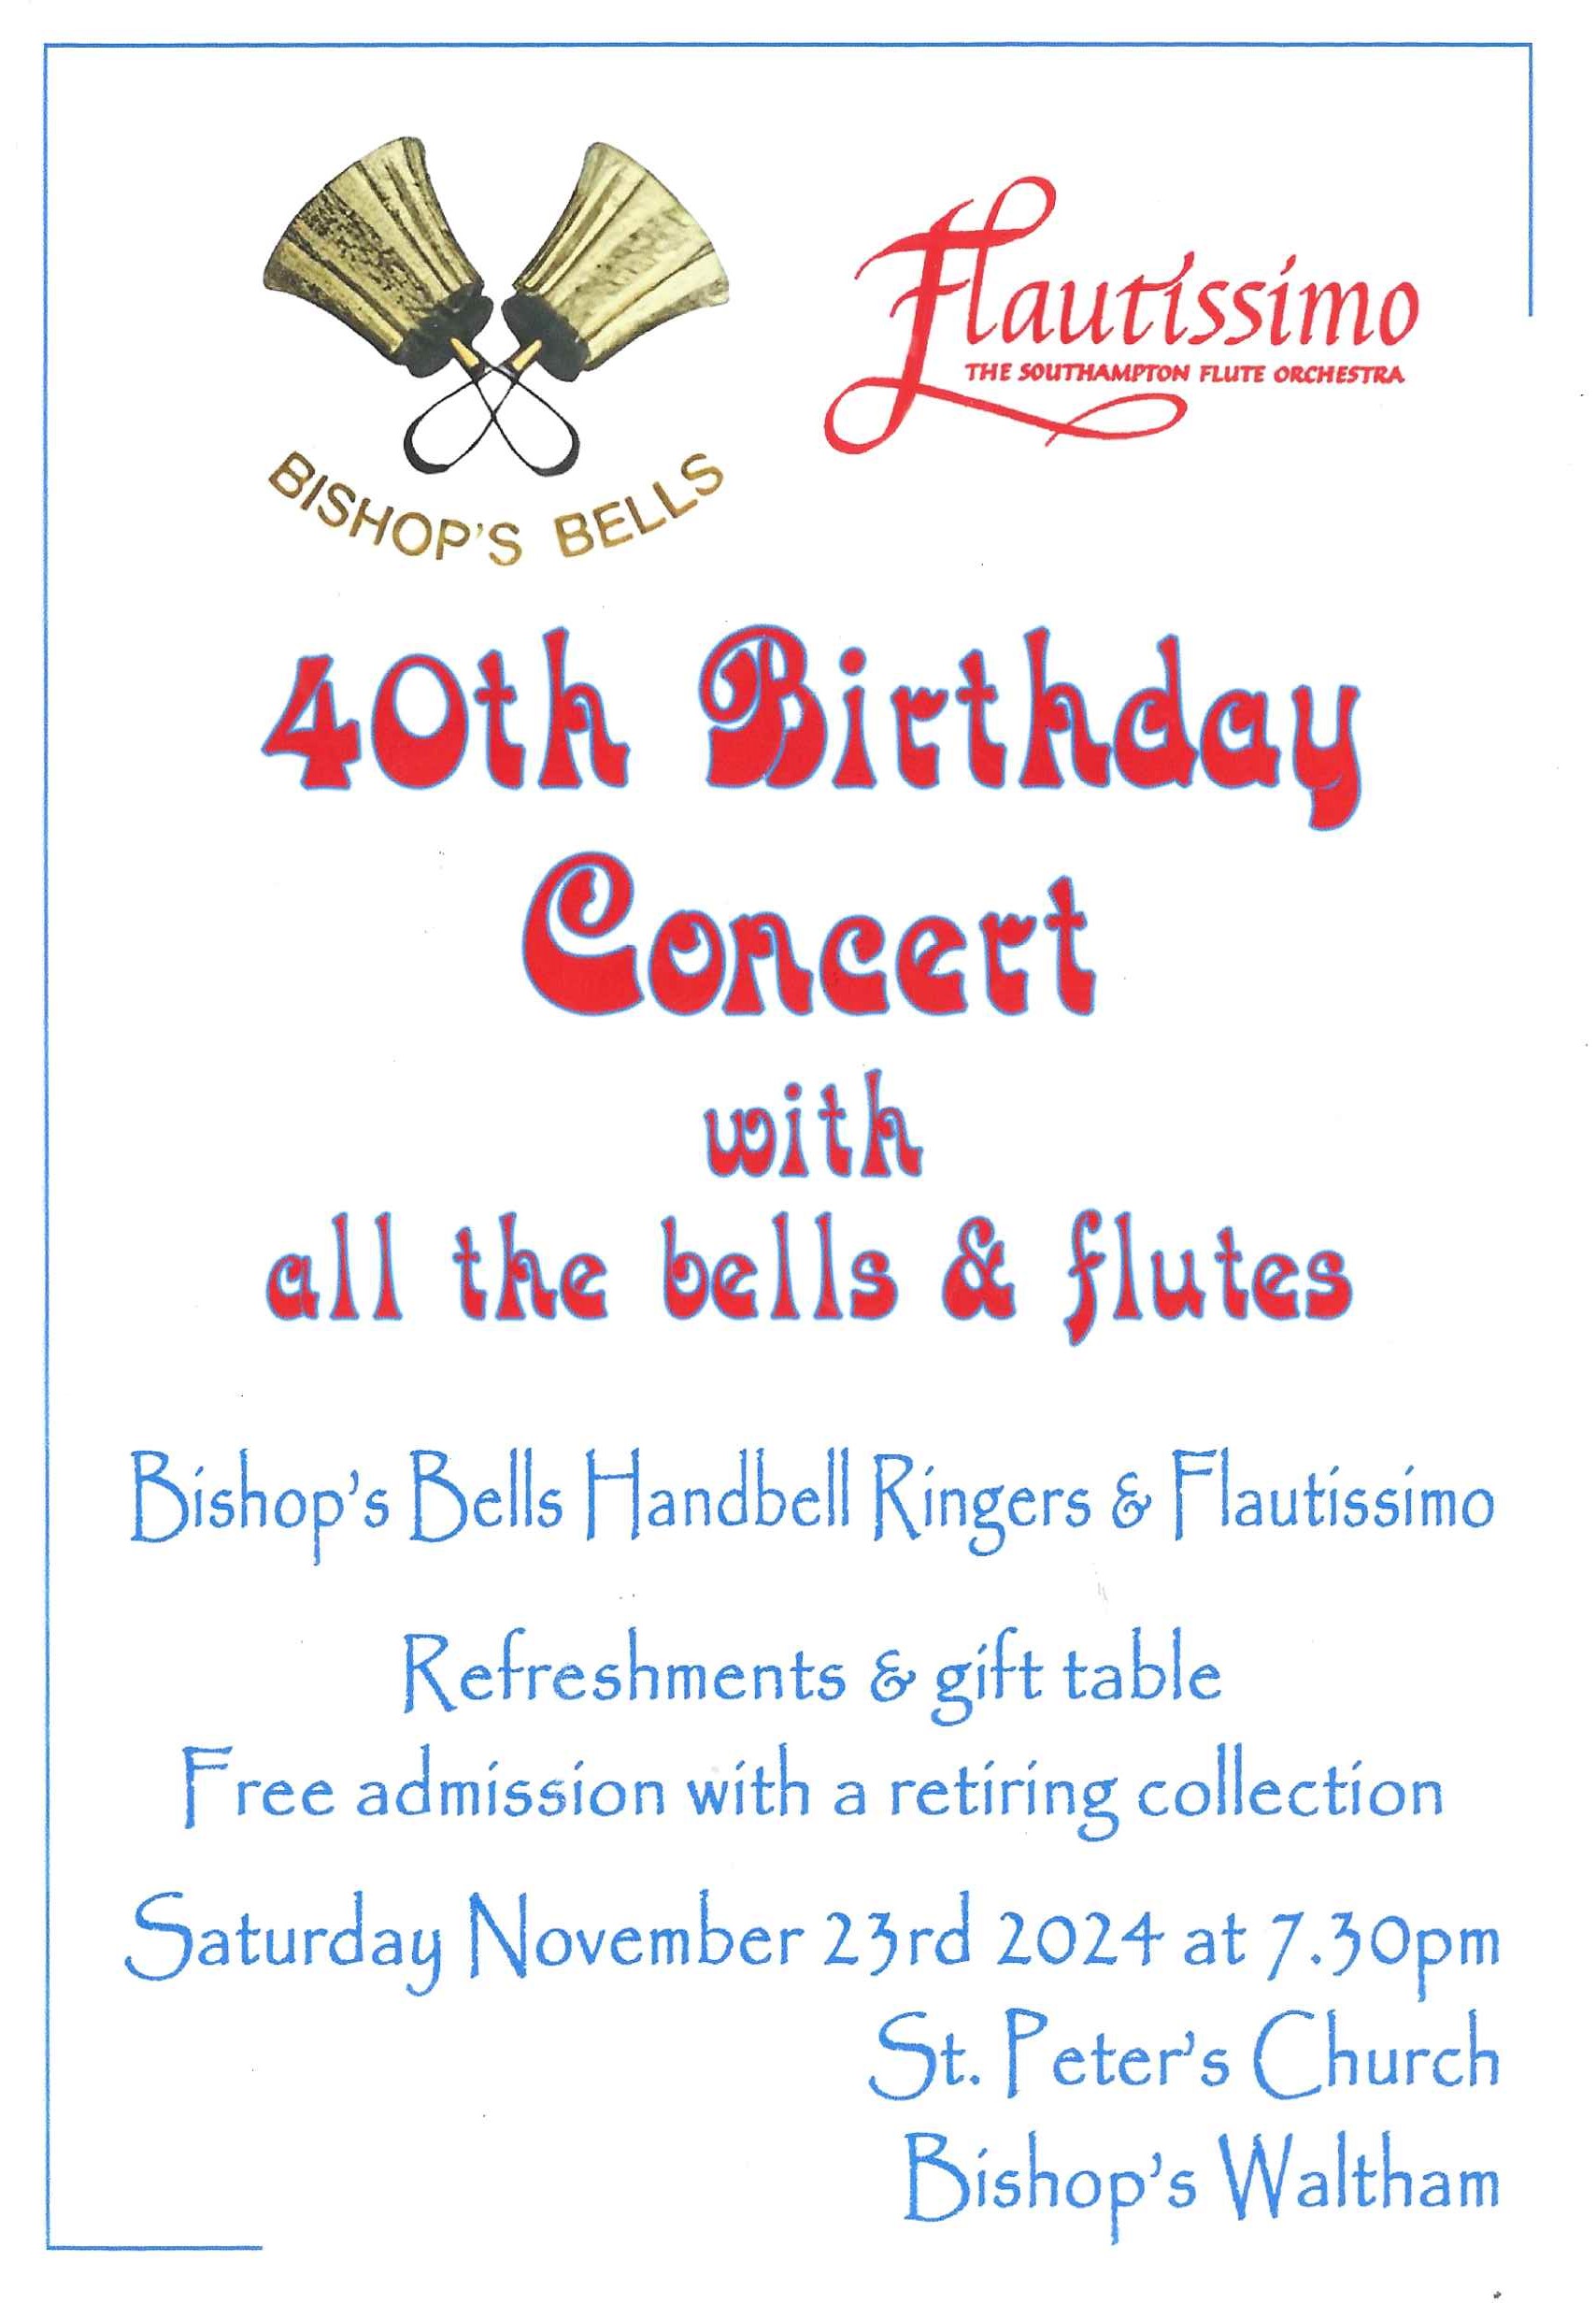 BISHOP'S BELLS
Flautissimo
THE SOUTHAMPTON FLUTE ORCHESTRA
40th Birthday
Concert
with
all the bells & flutes
Bishop's Bells Handbell Ringers & Flautissimo
Refreshments & gift table
Free admission with a retiring collection
Saturday November 23rd 2024 at 7.30pm
St. Peter's Church
Bishop's Waltham